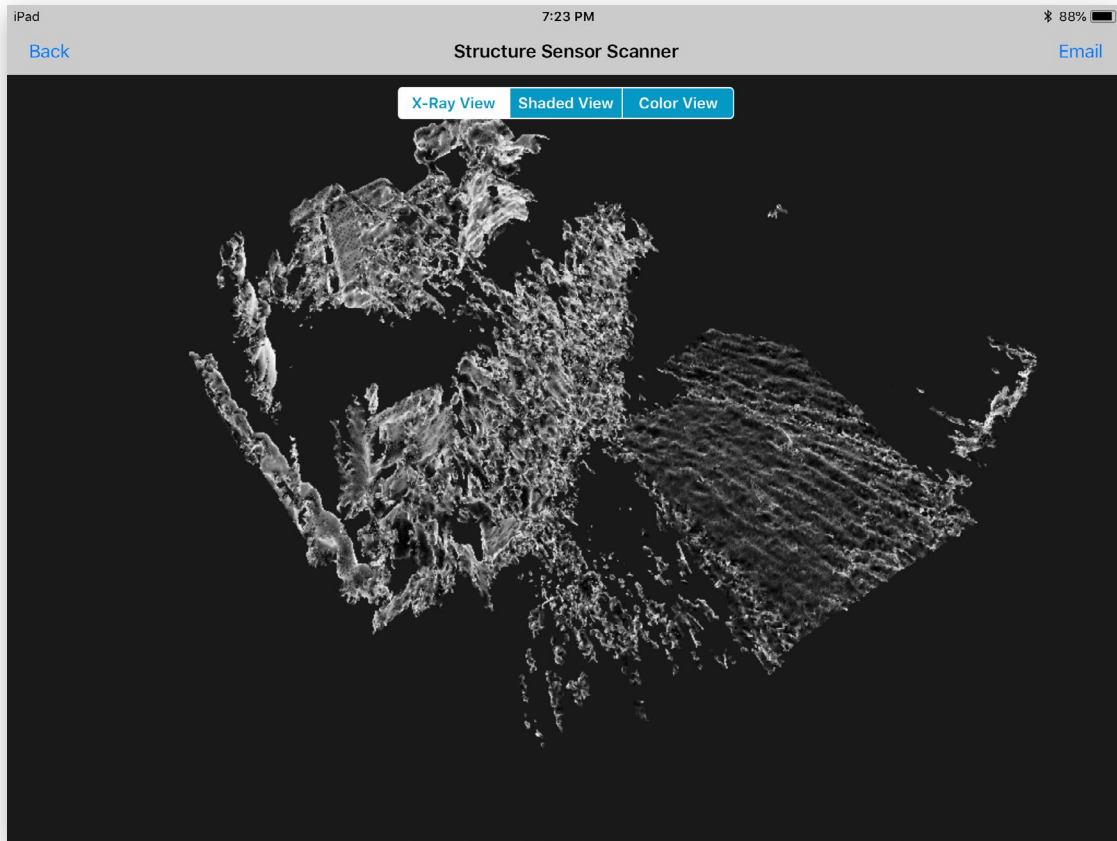 iPad 7:23 PM 88%
Back Structure Sensor Scanner Email
X-Ray View Shaded View Color View